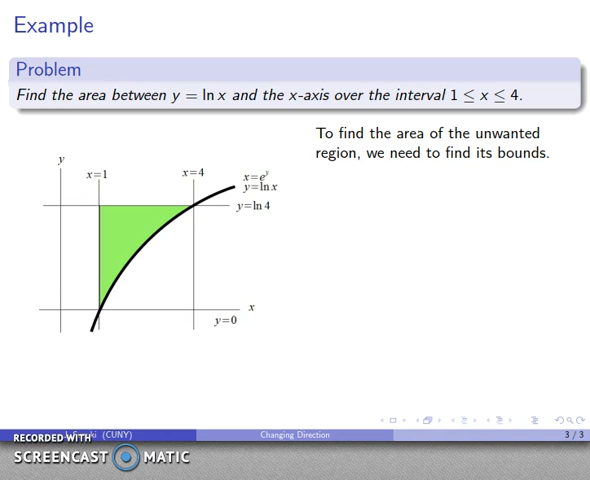 Example
Problem
Find the area between y = ln x and the x-axis over the interval 1 ≤ x ≤ 4.
To find the area of the unwanted
region, we need to find its bounds.
y
x=1
x=4
x=e^y
y=ln x
y=ln 4
x
y=0
(CUNY)
Changing Direction
3 / 3
RECORDED WITH
SCREENCAST MATIC